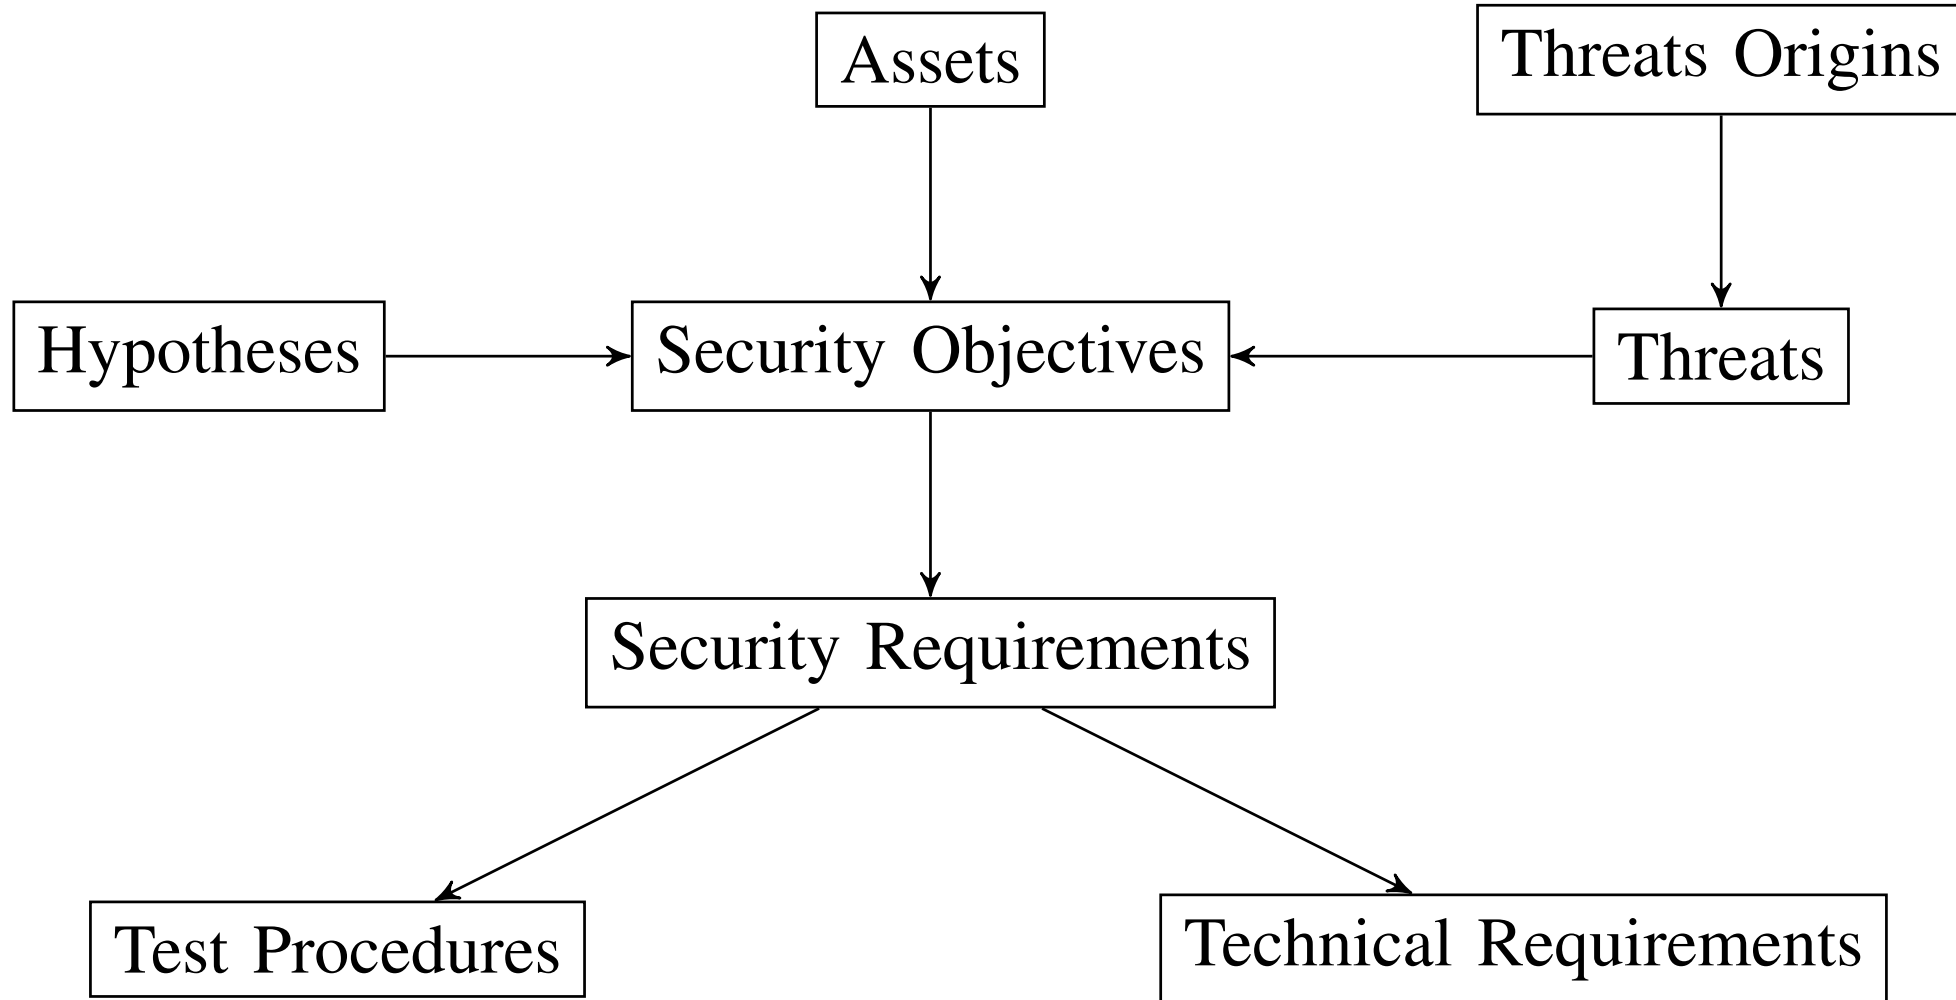 Assets
Threats Origins
Hypotheses
Security Objectives
Threats
Security Requirements
Test Procedures
Technical Requirements